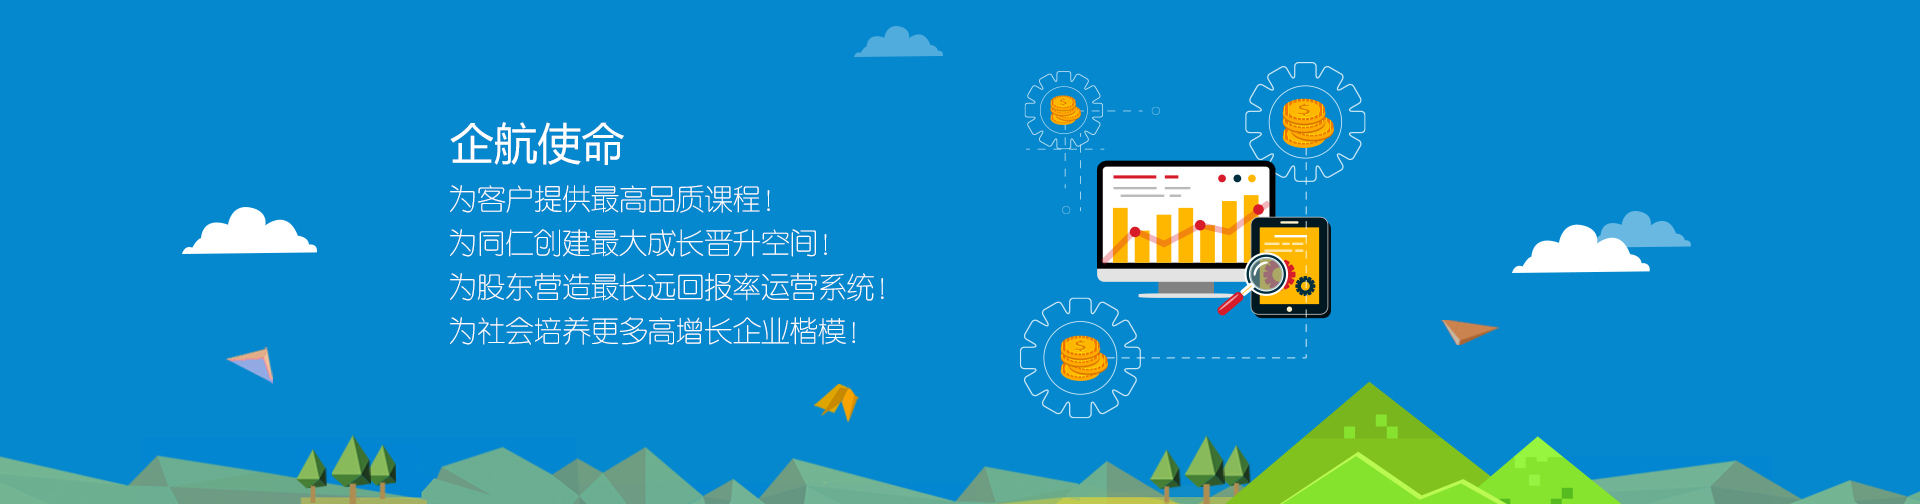 企航使命
为客户提供最高品质课程！
为同仁创建最大成长晋升空间！
为股东营造最长远回报率运营系统！
为社会培养更多高增长企业楷模！